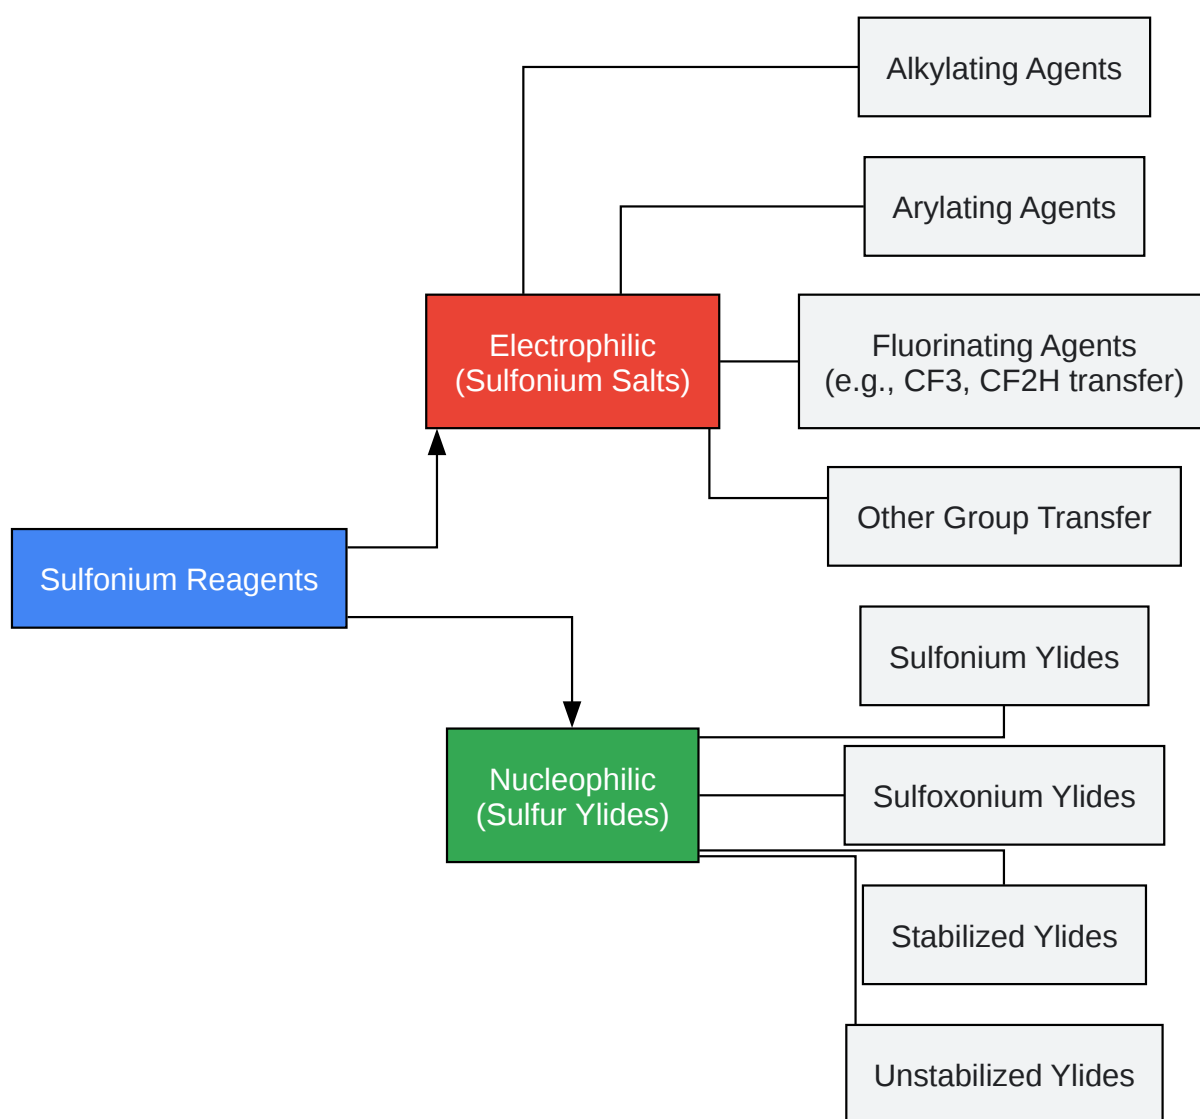 Alkylating Agents
Arylating Agents
Electrophilic
(Sulfonium Salts)
Fluorinating Agents
(e.g., CF3, CF2H transfer)
Other Group Transfer
Sulfonium Reagents
Sulfonium Ylides
Nucleophilic
(Sulfur Ylides)
Sulfoxonium Ylides
Stabilized Ylides
Unstabilized Ylides